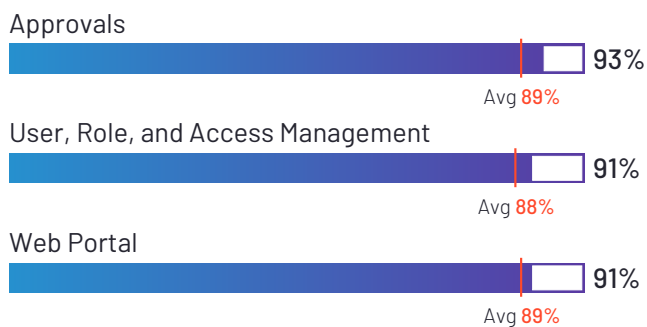 Approvals
93%
Avg 89%
User, Role, and Access Management
91%
Avg 88%
Web Portal
91%
Avg 89%